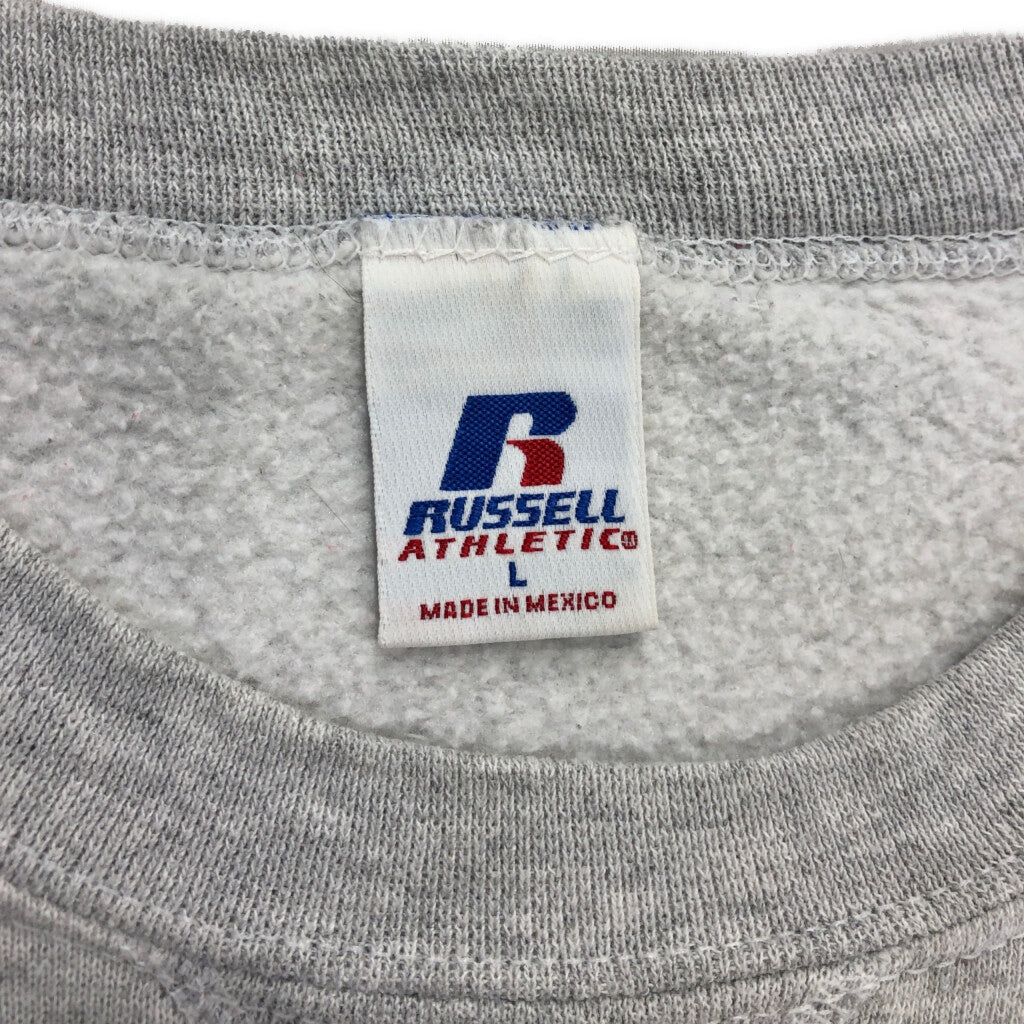 R
RUSSELL
ATHLETIC
L
MADE IN MEXICO